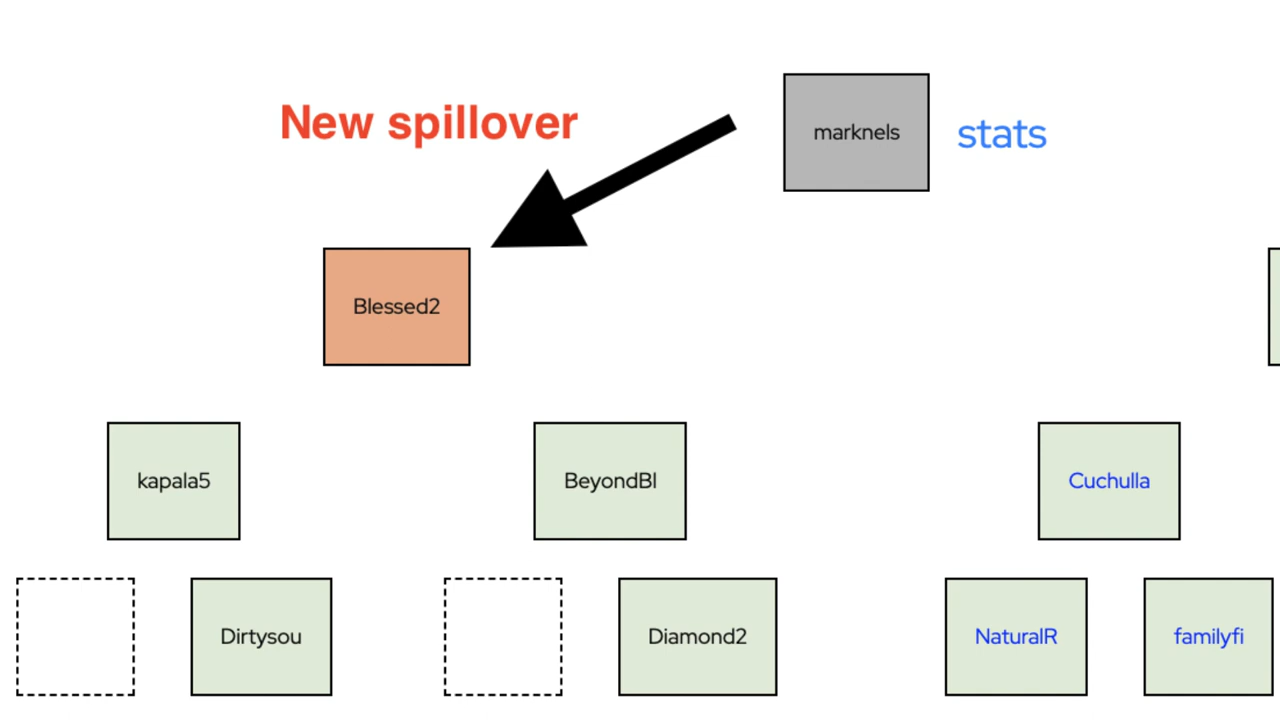 New spillover
marknels
stats
Blessed2
kapala5
BeyondBl
Cuchulla
Dirtysou
Diamond2
NaturalR
familyfi